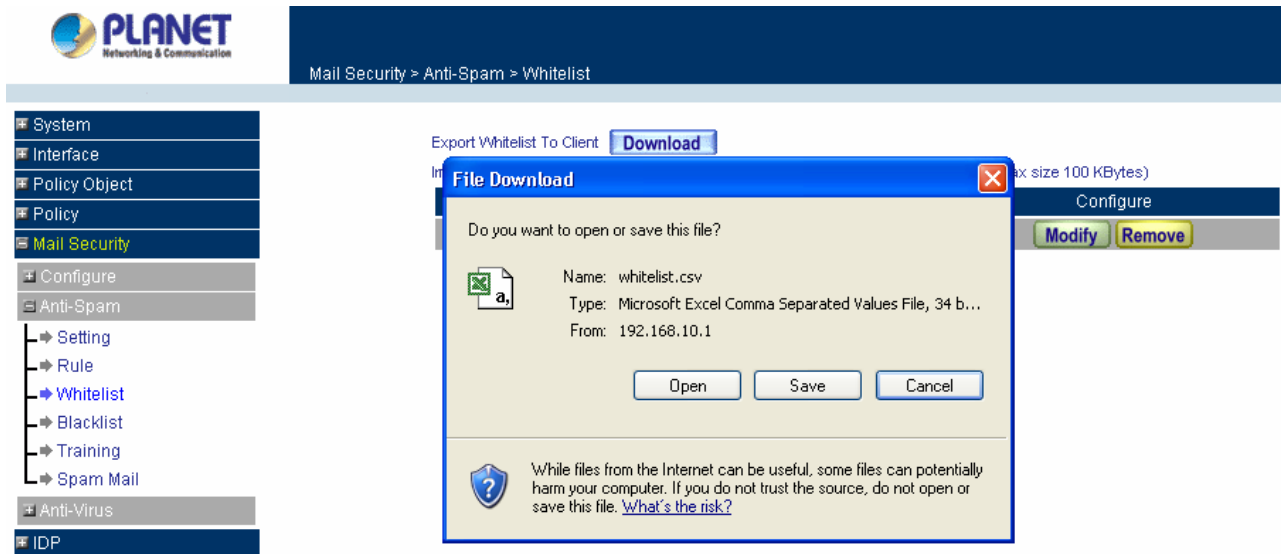 PLANET
Networking & Communication
Mail Security > Anti-Spam > Whitelist
System
Interface
Policy Object
Policy
Mail Security
Configure
Anti-Spam
Setting
Rule
Whitelist
Blacklist
Training
Spam Mail
Anti-Virus
IDP
Export Whitelist To Client Download
size 100 KBytes)
Configure
Modify Remove
File Download
Do you want to open or save this file?
a,
Name: whitelist.csv
Type: Microsoft Excel Comma Separated Values File, 34 b...
From: 192.168.10.1
Open Save Cancel
While files from the Internet can be useful, some files can potentially
harm your computer. If you do not trust the source, do not open or
save this file. What's the risk?